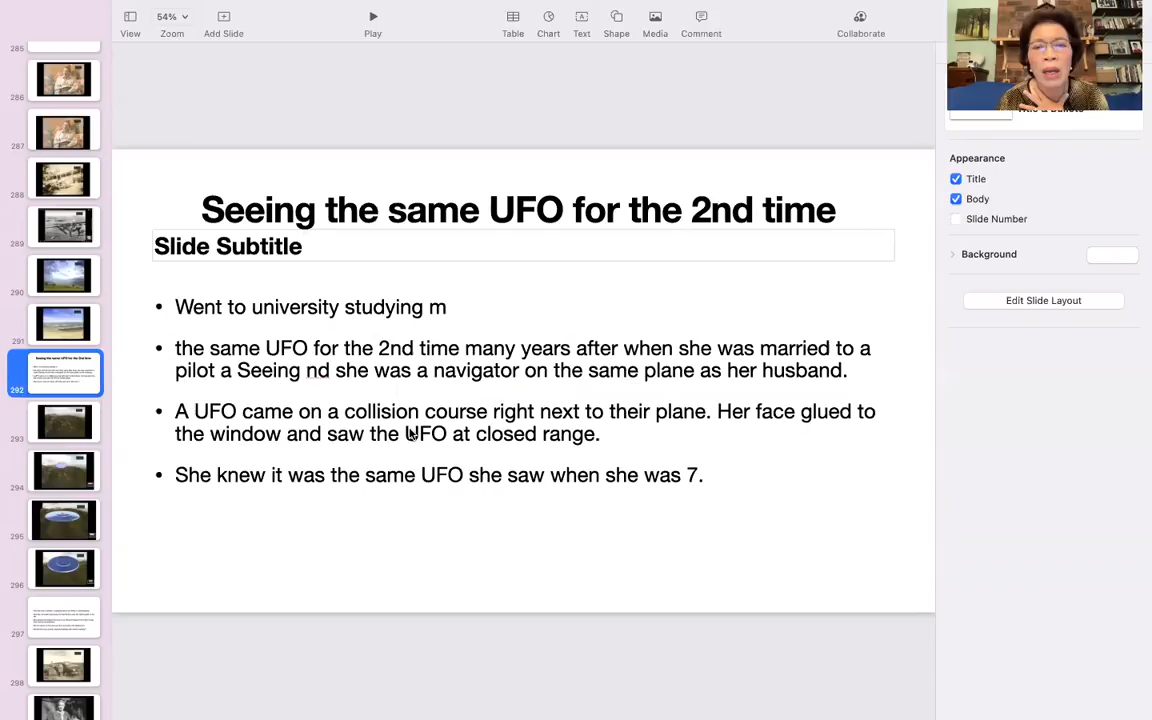 54%
View
Zoom
Add Slide
Play
Table
Chart
Text
Shape
Media
Comment
Collaborate
285
286
287
288
289
290
291
292
293
294
295
296
297
298
Seeing the same UFO for the 2nd time
Slide Subtitle
• Went to university studying m
• the same UFO for the 2nd time many years after when she was married to a
pilot a Seeing nd she was a navigator on the same plane as her husband.
• A UFO came on a collision course right next to their plane. Her face glued to
the window and saw the UFO at closed range.
• She knew it was the same UFO she saw when she was 7.
Appearance
Title
Body
Slide Number
Background
Edit Slide Layout